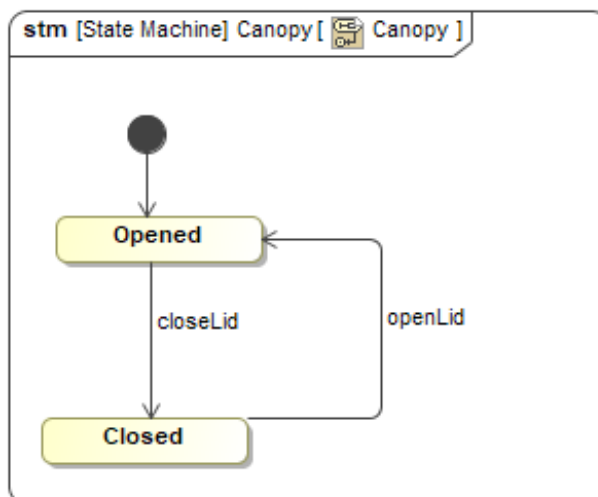 stm [State Machine] Canopy [ Canopy ]
Opened
closeLid
openLid
Closed